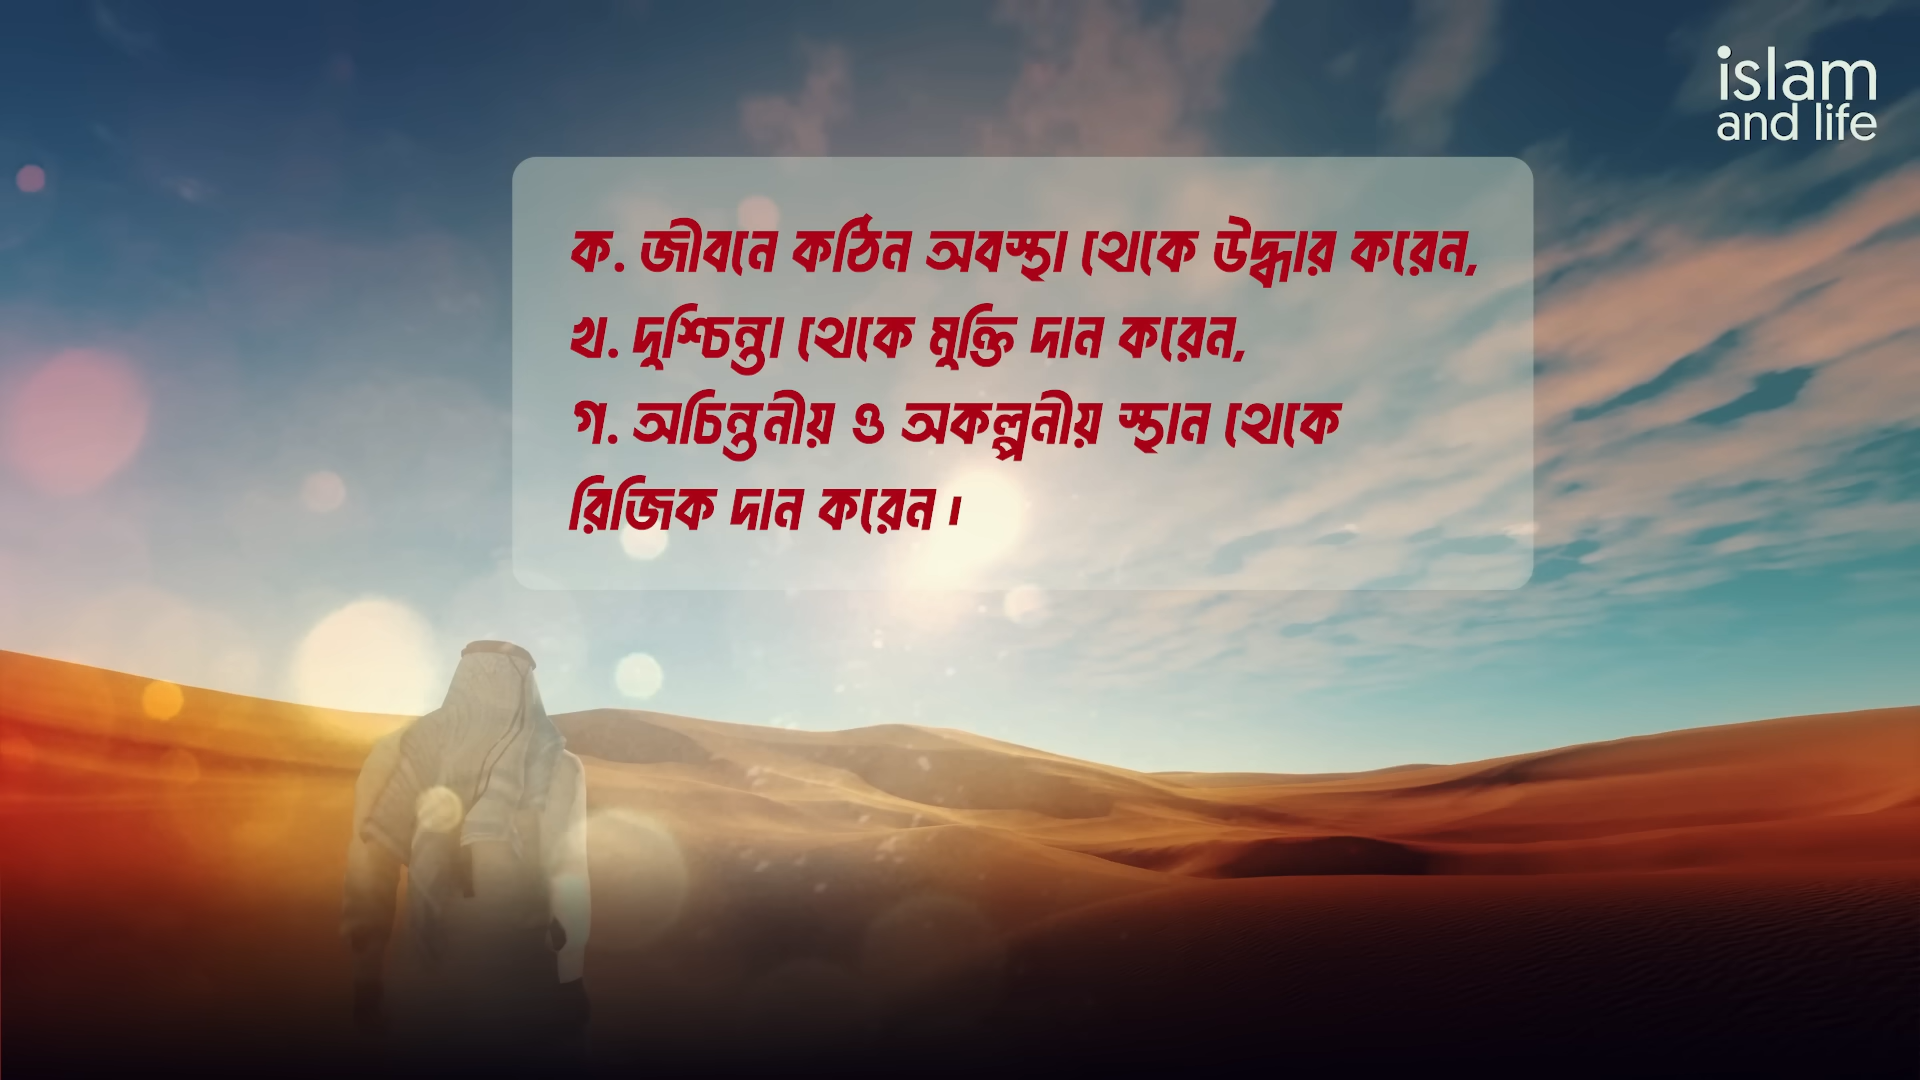 islam
and life
ক. জীবনে কঠিন অবস্থা থেকে উদ্ধার করেন,
খ. দুশ্চিন্তা থেকে মুক্তি দান করেন,
গ. অচিন্তনীয় ও অকল্পনীয় স্থান থেকে
রিজিক দান করেন।